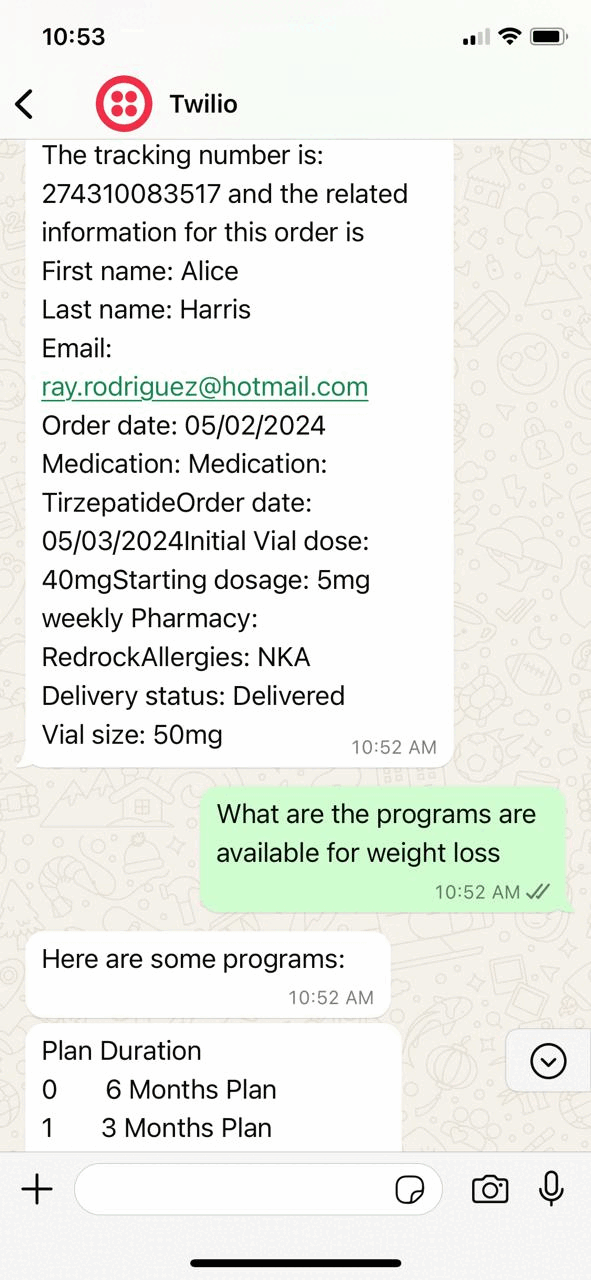 10:53
Twilio
The tracking number is:
274310083517 and the related
information for this order is
First name: Alice
Last name: Harris
Email:
ray.rodriguez@hotmail.com
Order date: 05/02/2024
Medication: Medication:
TirzepatideOrder date:
05/03/2024Initial Vial dose:
40mgStarting dosage: 5mg
weekly Pharmacy:
RedrockAllergies: NKA
Delivery status: Delivered
Vial size: 50mg
10:52 AM
What are the programs are
available for weight loss
10:52 AM
Here are some programs:
10:52 AM
Plan Duration
0 6 Months Plan
1 3 Months Plan